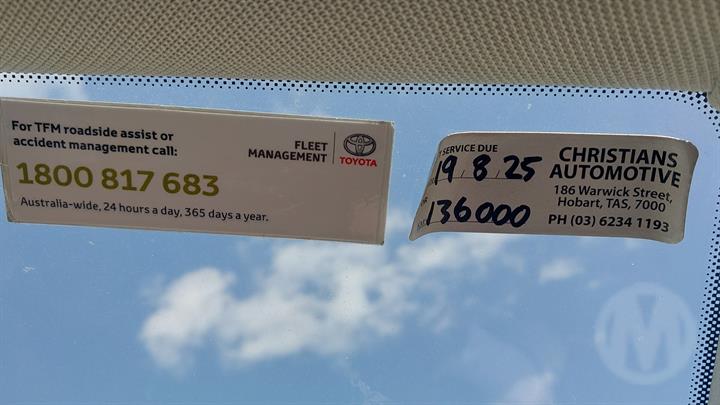 For TFM roadside assist or
accident management call:
1800 817 683
Australia-wide, 24 hours a day, 365 days a year.
FLEET
MANAGEMENT
TOYOTA
SERVICE DUE
19.8.25
136000
CHRISTIANS
AUTOMOTIVE
186 Warwick Street,
Hobart, TAS, 7000
PH (03) 6234 1193
M